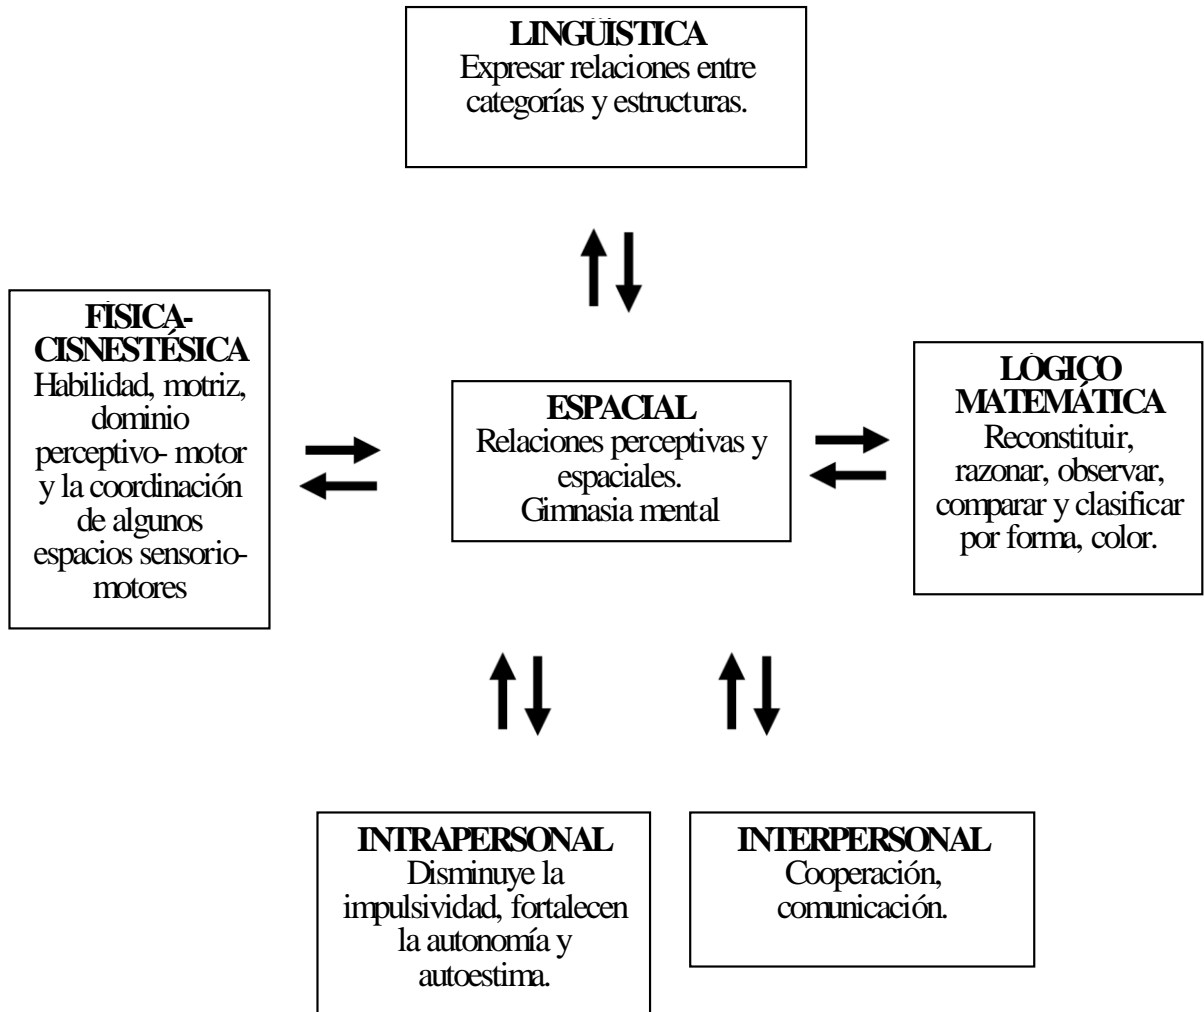 LINGÜÍSTICA
Expresar relaciones entre
categorías y estructuras.
FÍSICA-
CISNESTÉSICA
Habilidad, motriz,
dominio
perceptivo- motor
y la coordinación
de algunos
espacios sensorio-
motores
ESPACIAL
Relaciones perceptivas y
espaciales.
Gimnasia mental
LÓGICO
MATEMÁTICA
Reconstituir,
razonar, observar,
comparar y clasificar
por forma, color.
INTRAPERSONAL
Disminuye la
impulsividad, fortalecen
la autonomía y
autoestima.
INTERPERSONAL
Cooperación,
comunicación.